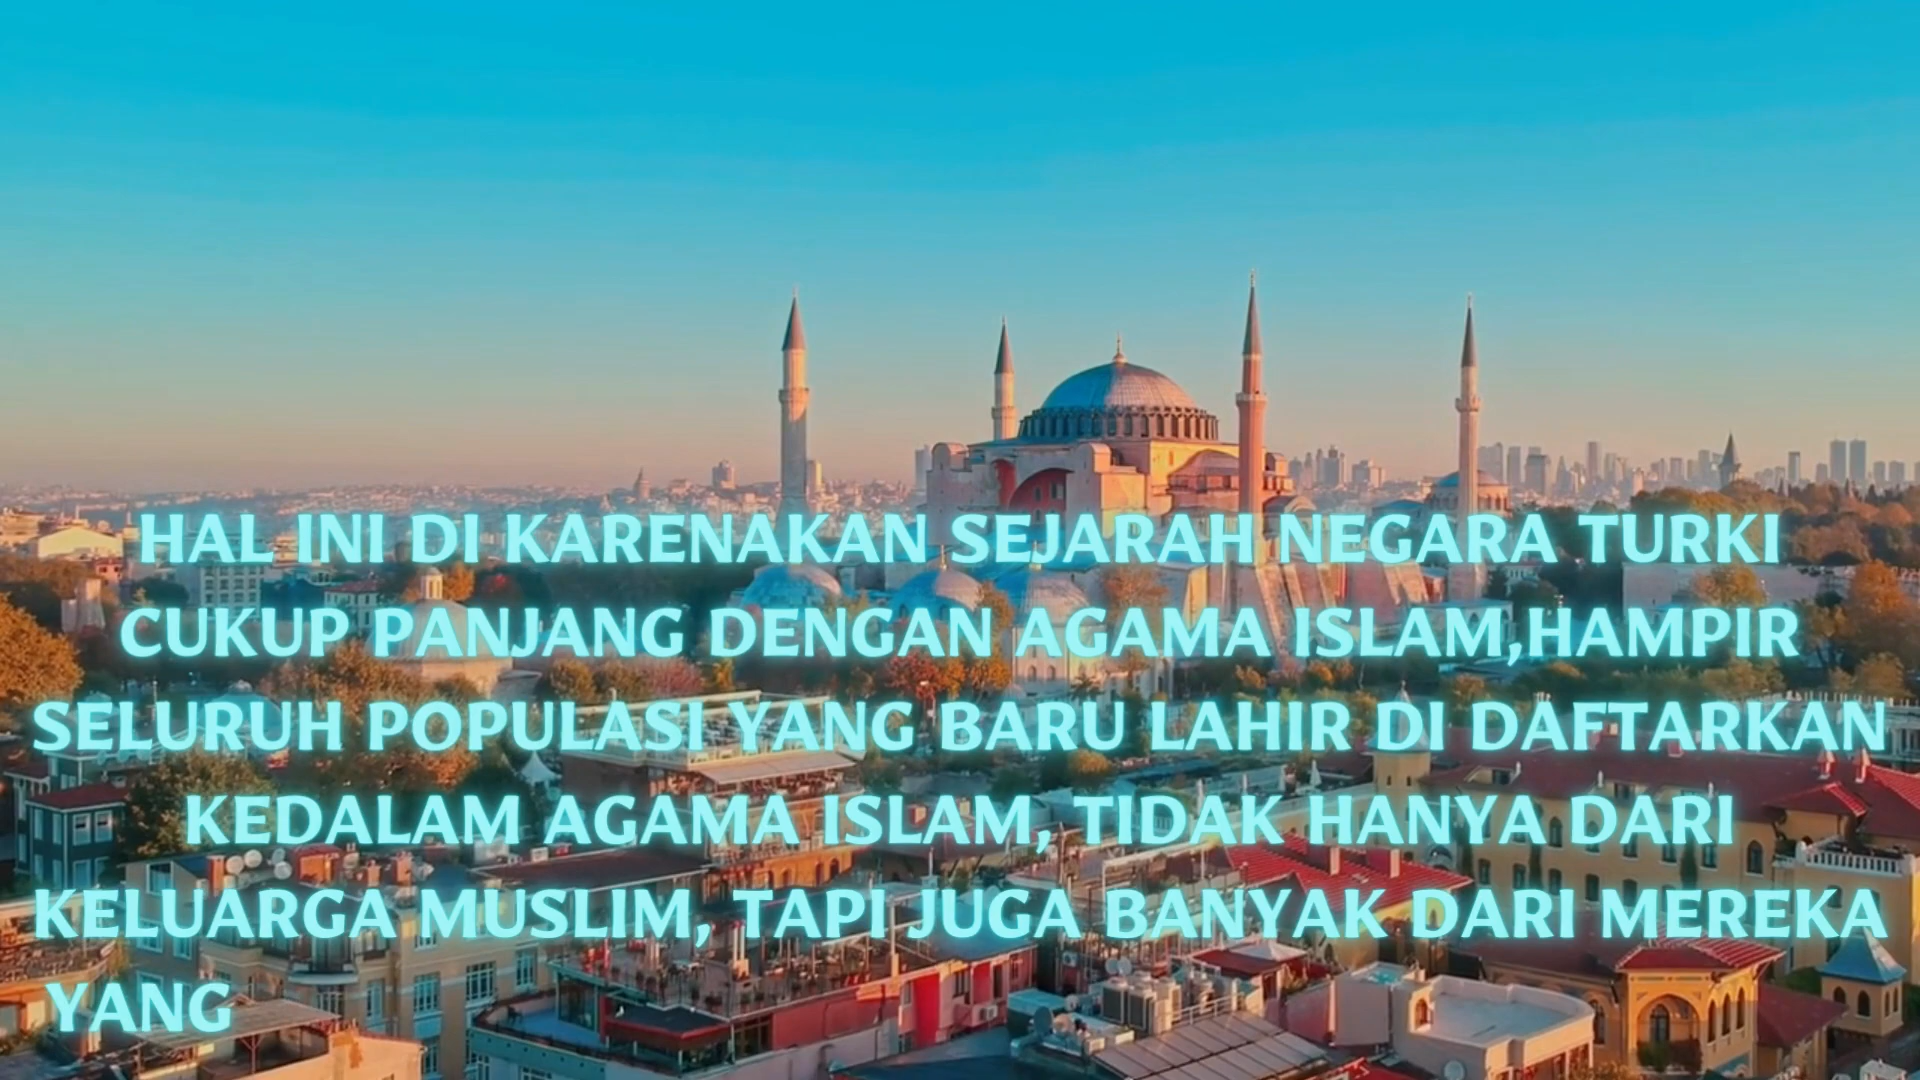 HAL INI DI KARENAKAN SEJARAH NEGARA TURKI
CUKUP PANJANG DENGAN AGAMA ISLAM,HAMPIR
SELURUH POPULASI YANG BARU LAHIR DI DAFTARKAN
KEDALAM AGAMA ISLAM, TIDAK HANYA DARI
KELUARGA MUSLIM, TAPI JUGA BANYAK DARI MEREKA
YANG